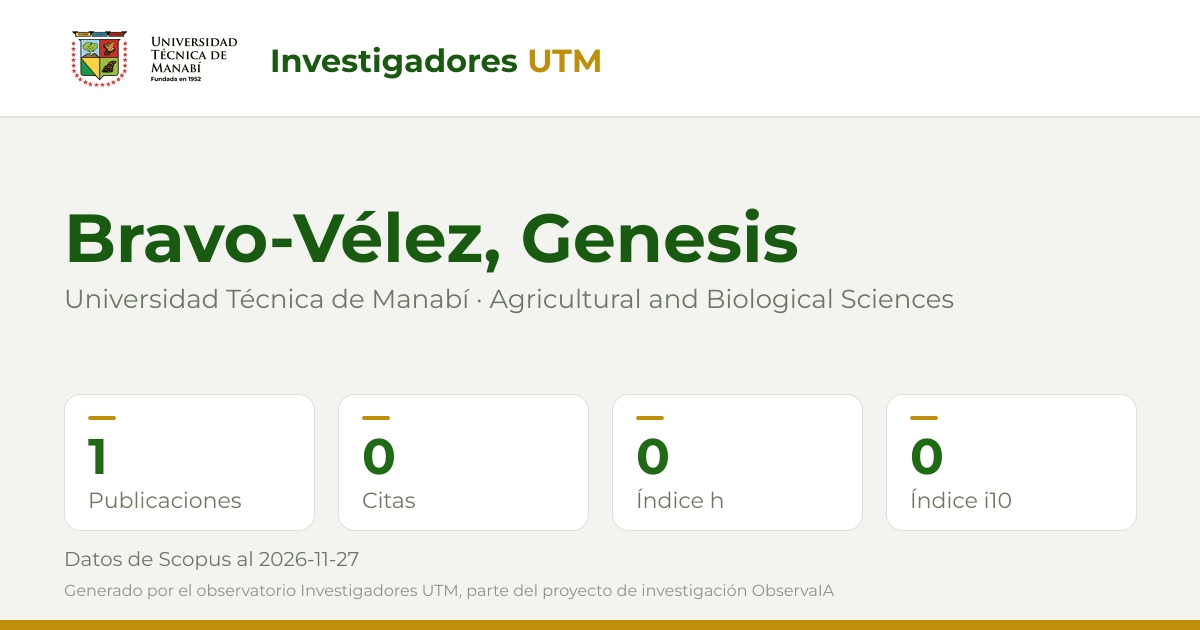 UNIVERSIDAD
TÉCNICA DE
MANABÍ
Fundada en 1952
Investigadores UTM
Bravo-Vélez, Genesis
Universidad Técnica de Manabí · Agricultural and Biological Sciences
1
Publicaciones
0
Citas
0
Índice h
0
Índice i10
Datos de Scopus al 2026-11-27
Generado por el observatorio Investigadores UTM, parte del proyecto de investigación ObservaIA